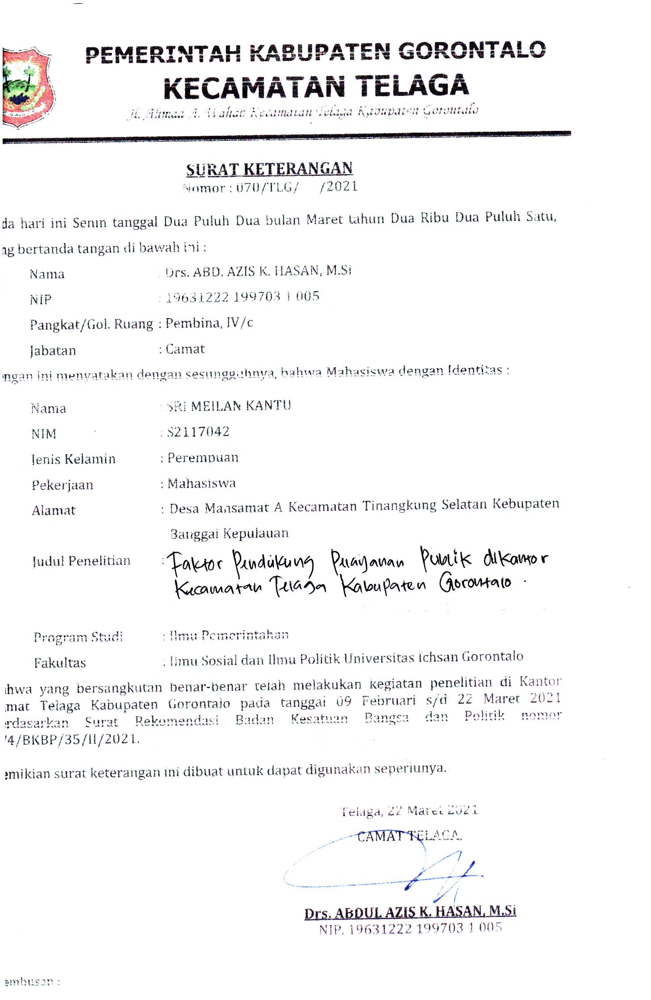 PEMERINTAH KABUPATEN GORONTALO
KECAMATAN TELAGA
Jl. Ahmad A. Wahab Kecamatan Telaga Kabupaten Gorontalo
SURAT KETERANGAN
Nomor : 070/TLG/ /2021
da hari ini Senin tanggal Dua Puluh Dua bulan Maret tahun Dua Ribu Dua Puluh Satu,
ng bertanda tangan di bawah ini :
Nama : Drs. ABD. AZIS K. HASAN, M.Si
NIP : 19631222 199703 1 005
Pangkat/Gol. Ruang : Pembina, IV/c
Jabatan : Camat
ngan ini menyatakan dengan sesungguhnya, bahwa Mahasiswa dengan Identitas :
Nama : SRI MEILAN KANTU
NIM : S2117042
Jenis Kelamin : Perempuan
Pekerjaan : Mahasiswa
Alamat : Desa Mansamat A Kecamatan Tinangkung Selatan Kebupaten
Banggai Kepulauan
Judul Penelitian : Faktor Pendukung Pelayanan Publik diKantor
Kecamatan Telaga Kabupaten Gorontalo .
Program Studi : Ilmu Pemerintahan
Fakultas : Ilmu Sosial dan Ilmu Politik Universitas Ichsan Gorontalo
ahwa yang bersangkutan benar-benar telah melakukan kegiatan penelitian di Kantor
amat Telaga Kabupaten Gorontalo pada tanggal 09 Februari s/d 22 Maret 2021
erdasarkan Surat Rekomendasi Badan Kesatuan Bangsa dan Politik nomor
74/BKBP/35/II/2021.
emikian surat keterangan ini dibuat untuk dapat digunakan seperlunya.
Telaga, 22 Maret 2021
CAMAT TELAGA,
Drs. ABDUL AZIS K. HASAN, M.Si
NIP. 19631222 199703 1 005
embusan :